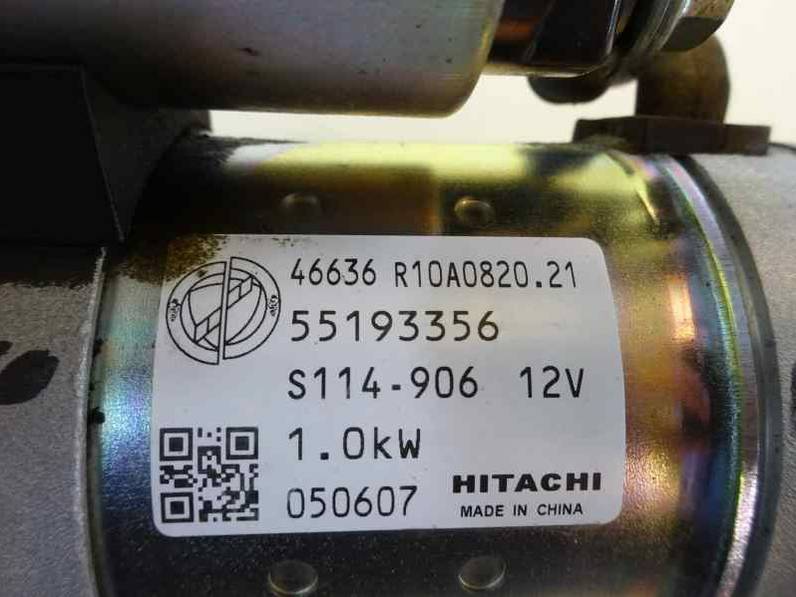 46636 R10A0820.21
55193356
S114-906 12V
1.0kW
050607 HITACHI
MADE IN CHINA